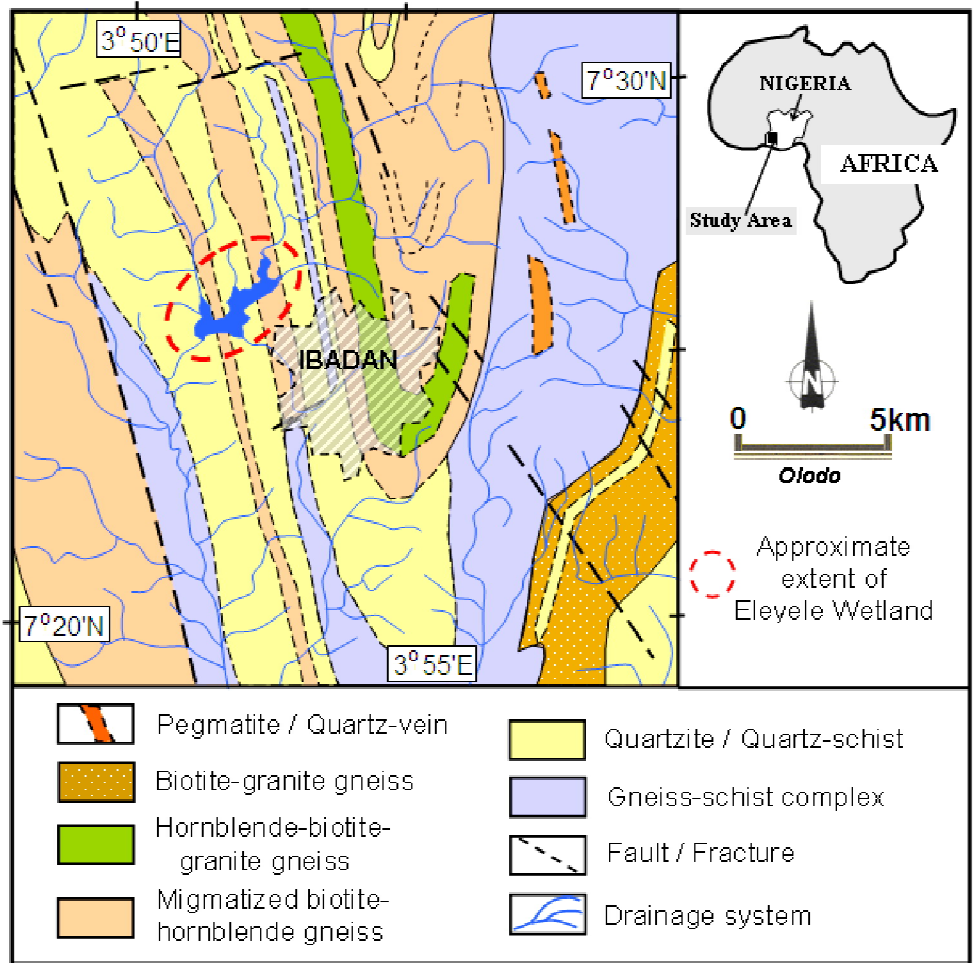 3°50'E
7°30'N
IBADAN
7°20'N
3°55'E
NIGERIA
AFRICA
Study Area
N
0 5km
Olodo
Approximate
extent of
Eleyele Wetland
Pegmatite / Quartz-vein
Biotite-granite gneiss
Hornblende-biotite-
granite gneiss
Migmatized biotite-
hornblende gneiss
Quartzite / Quartz-schist
Gneiss-schist complex
Fault / Fracture
Drainage system